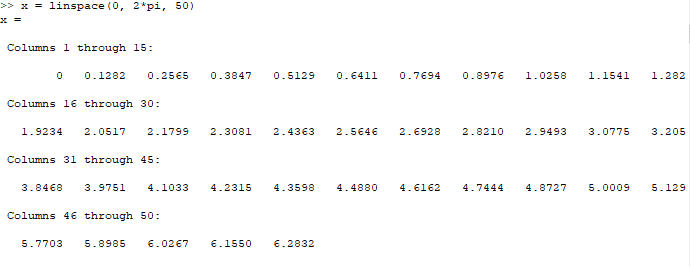 >> x = linspace(0, 2*pi, 50)
x =
Columns 1 through 15:
0 0.1282 0.2565 0.3847 0.5129 0.6411 0.7694 0.8976 1.0258 1.1541 1.282
Columns 16 through 30:
1.9234 2.0517 2.1799 2.3081 2.4363 2.5646 2.6928 2.8210 2.9493 3.0775 3.205
Columns 31 through 45:
3.8468 3.9751 4.1033 4.2315 4.3598 4.4880 4.6162 4.7444 4.8727 5.0009 5.129
Columns 46 through 50:
5.7703 5.8985 6.0267 6.1550 6.2832